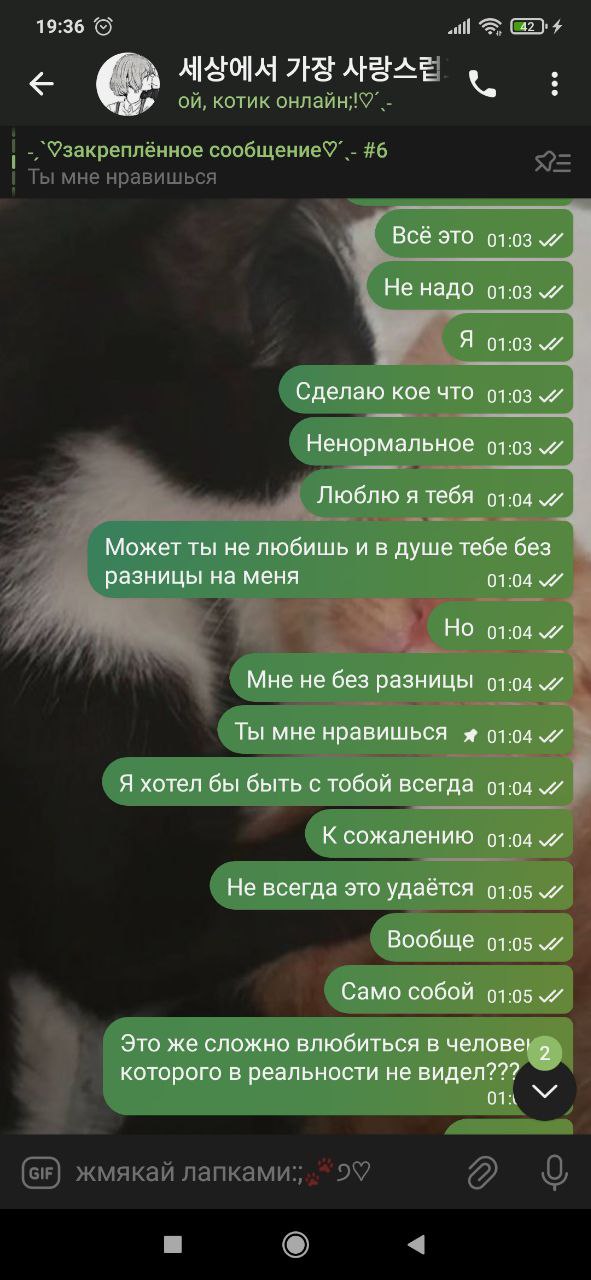 19:36
42
세상에서 가장 사랑스럽
ой, котик онлайн;!♡ˊˎ-
-ˏˋ♡закреплённое сообщение♡ˊˎ- #6
Ты мне нравишься
Всё это 01:03
Не надо 01:03
Я 01:03
Сделаю кое что 01:03
Ненормальное 01:03
Люблю я тебя 01:04
Может ты не любишь и в душе тебе без
разницы на меня 01:04
Но 01:04
Мне не без разницы 01:04
Ты мне нравишься 01:04
Я хотел бы быть с тобой всегда 01:04
К сожалению 01:04
Не всегда это удаётся 01:05
Вообще 01:05
Само собой 01:05
Это же сложно влюбиться в человек
которого в реальности не видел???
2
GIF жмякай лапками:;🐾੭♡